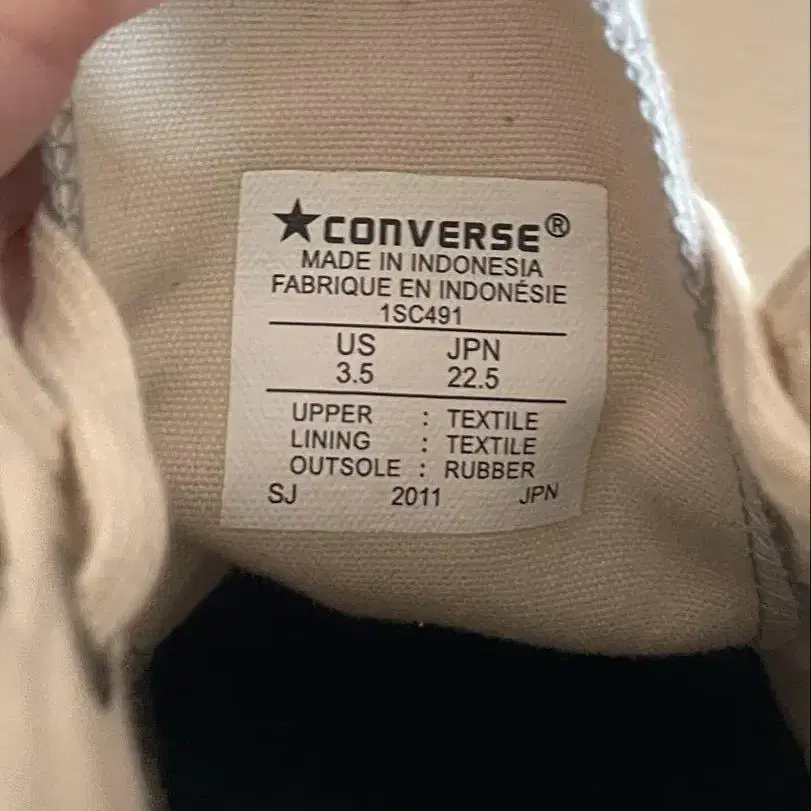 ★CONVERSE®
MADE IN INDONESIA
FABRIQUE EN INDONÉSIE
1SC491
US JPN
3.5 22.5
UPPER : TEXTILE
LINING : TEXTILE
OUTSOLE : RUBBER
SJ 2011 JPN